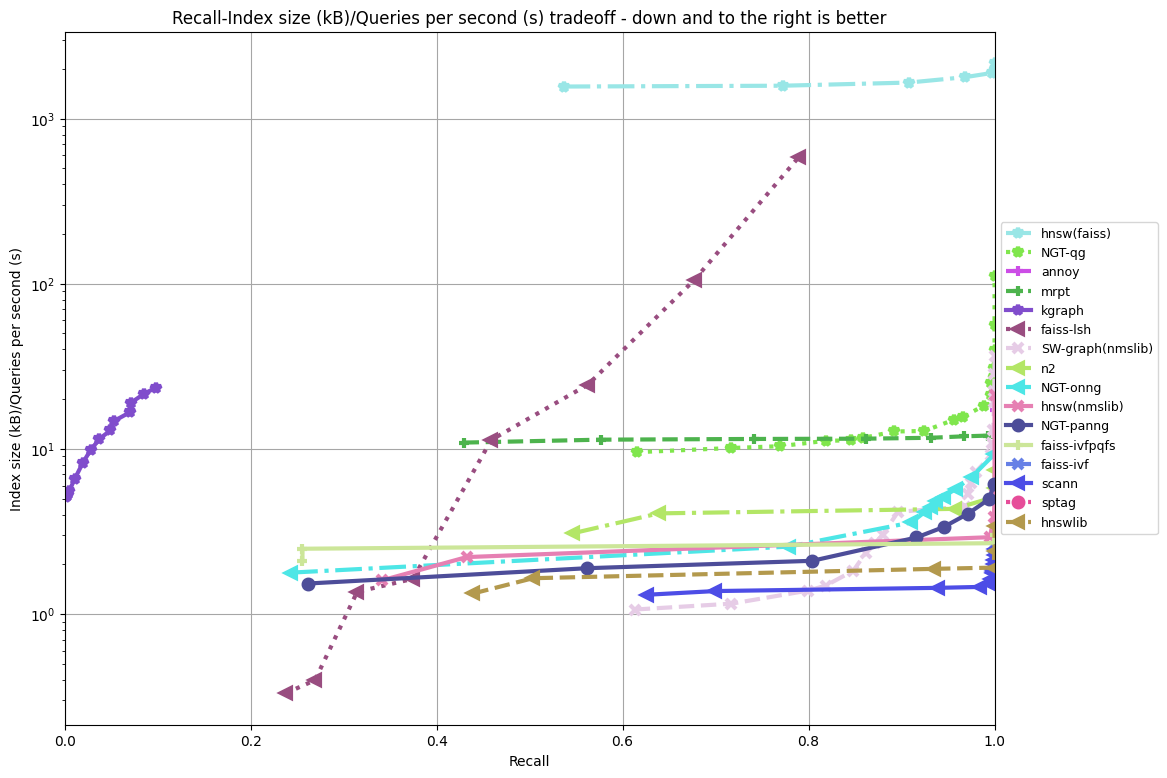 Recall-Index size (kB)/Queries per second (s) tradeoff - down and to the right is better
Index size (kB)/Queries per second (s)
10³
10²
10¹
10⁰
0.0
0.2
0.4
0.6
0.8
1.0
Recall
hnsw(faiss)
NGT-qg
annoy
mrpt
kgraph
faiss-lsh
SW-graph(nmslib)
n2
NGT-onng
hnsw(nmslib)
NGT-panng
faiss-ivfpqfs
faiss-ivf
scann
sptag
hnswlib